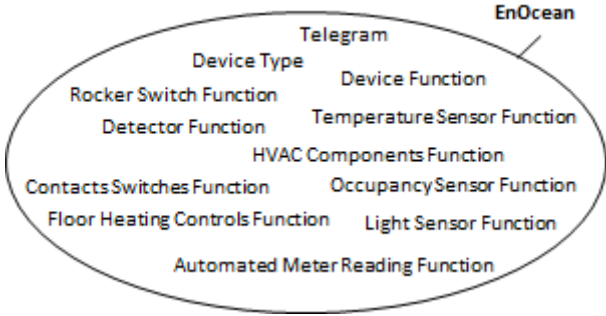 EnOcean
Telegram
Device Type
Device Function
Rocker Switch Function
Temperature Sensor Function
Detector Function
HVAC Components Function
Contacts Switches Function
Occupancy Sensor Function
Floor Heating Controls Function
Light Sensor Function
Automated Meter Reading Function